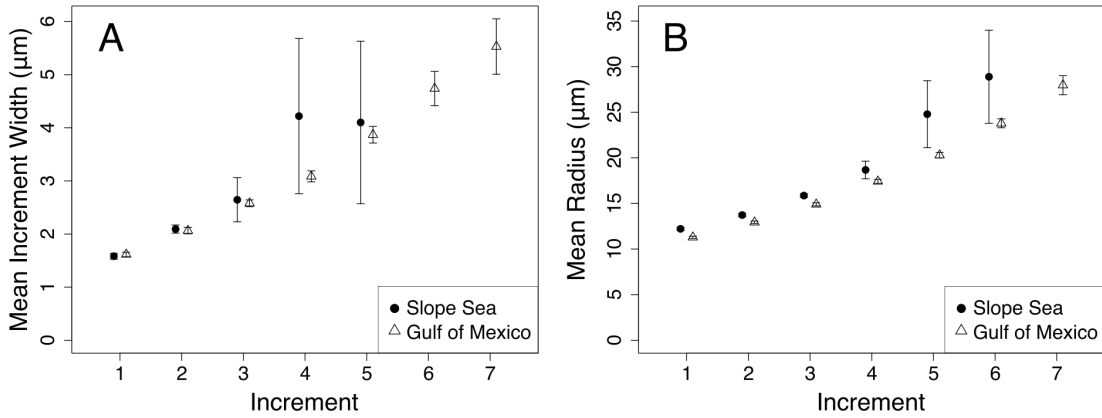 A
Mean Increment Width (µm)
6
5
4
3
2
1
0
1 2 3 4 5 6 7
Increment
Slope Sea
Gulf of Mexico
B
Mean Radius (µm)
35
30
25
20
15
10
5
0
1 2 3 4 5 6 7
Increment
Slope Sea
Gulf of Mexico